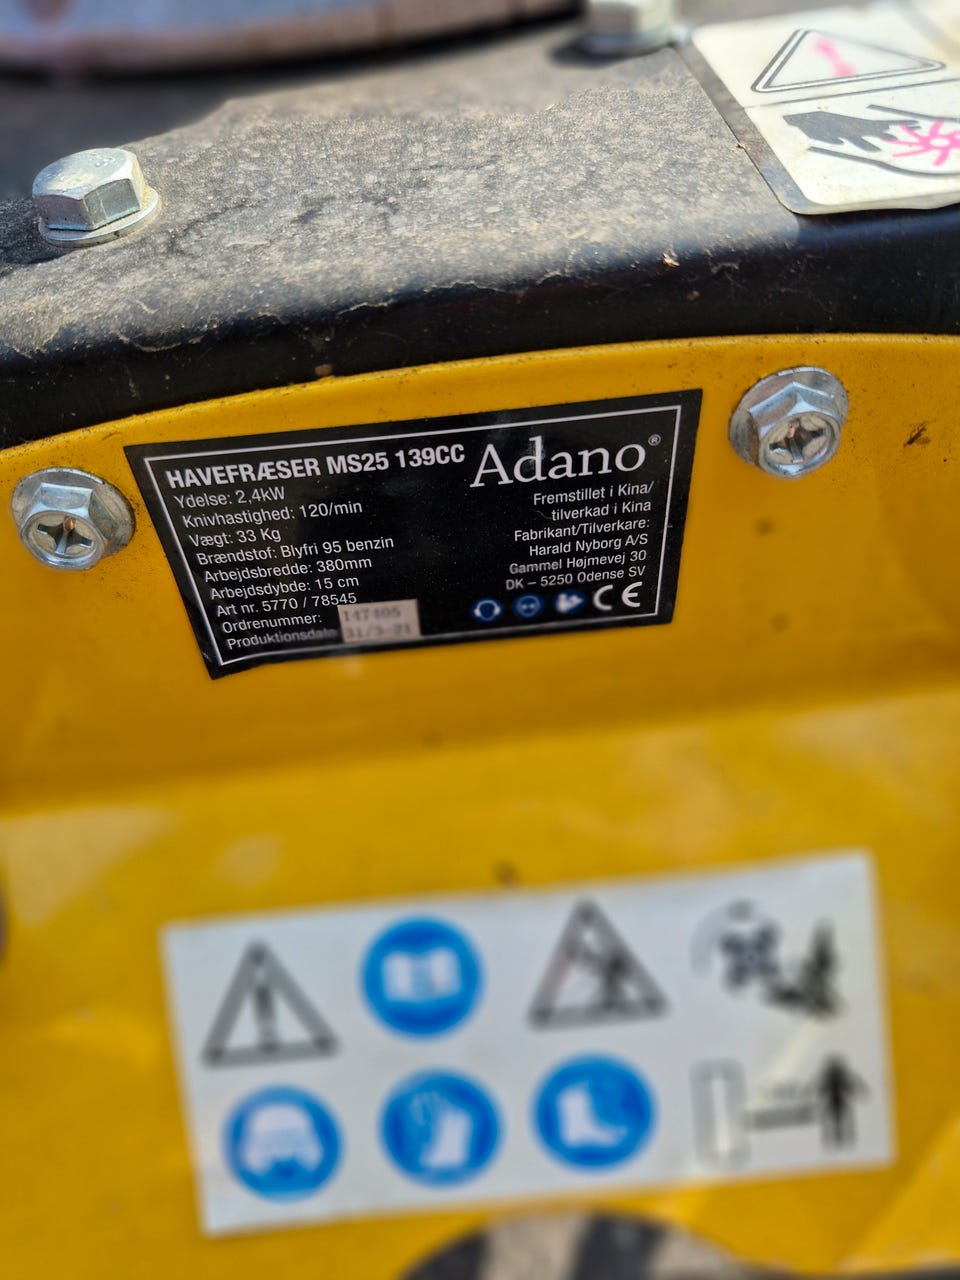 HAVEFRÆSER MS25 139CC
Ydelse: 2,4kW
Knivhastighed: 120/min
Vægt: 33 Kg
Brændstof: Blyfri 95 benzin
Arbejdsbredde: 380mm
Arbejdsdybde: 15 cm
Art nr. 5770 / 78545
Ordrenummer: 147405
Produktionsdato 31/3-21
Adano®
Fremstillet i Kina/
tilverkad i Kina
Fabrikant/Tilverkare:
Harald Nyborg A/S
Gammel Højmevej 30
DK – 5250 Odense SV
CE